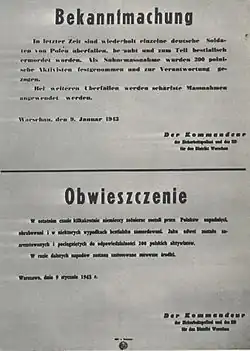 Bekanntmachung
In letzter Zeit sind wiederholt einzelne deutsche Solda-
ten von Polen überfallen, beraubt und zum Teil bestialisch
ermordet worden. Als Sühnemassnahme wurden 200 polni-
sche Aktivisten festgenommen und zur Verantwortung ge-
zogen.
Bei weiteren Überfällen werden schärfste Massnahmen
angewendet werden.
Warschau, den 9. Januar 1943
Der Kommandeur
der Sicherheitspolizei und des SD
für den Distrikt Warschau
Obwieszczenie
W ostatnim czasie kilkakrotnie niemieccy żołnierze zostali przez Polaków napadnięci,
obrabowani i w niektórych wypadkach bestialsko zamordowani. Jako odwet zostało za-
aresztowanych i pociągniętych do odpowiedzialności 200 polskich aktywistów.
W razie dalszych napadów zostaną zastosowane surowsze środki.
Warszawa, dnia 9 stycznia 1943 r.
Der Kommandeur
der Sicherheitspolizei und des SD
für den Distrikt Warschau